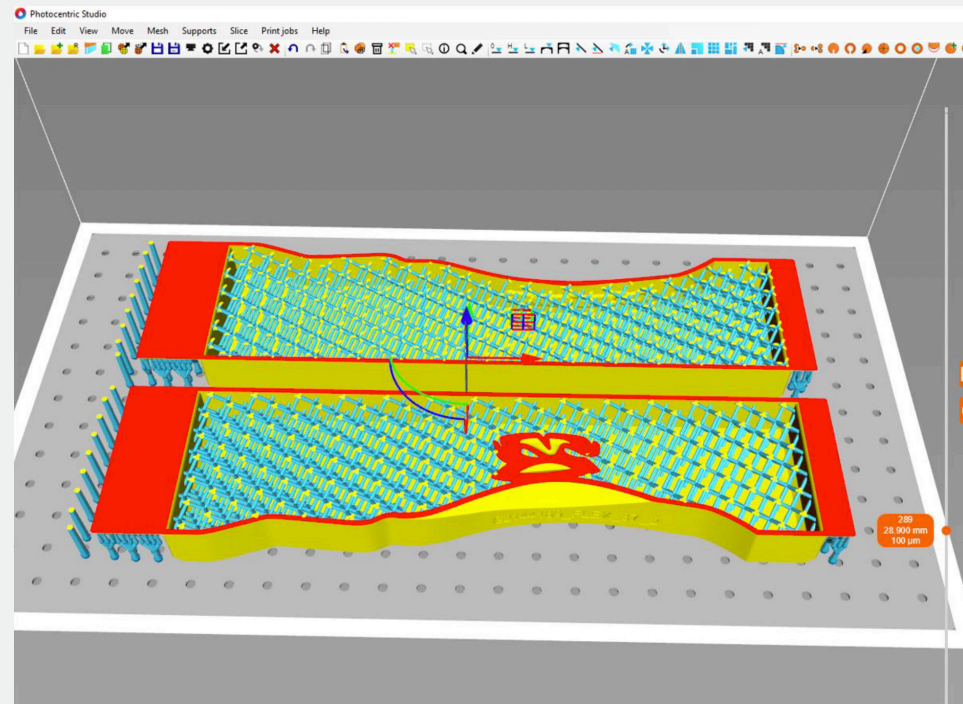 Photocentric Studio
File Edit View Move Mesh Supports Slice Print jobs Help
289
28.900 mm
100 μm